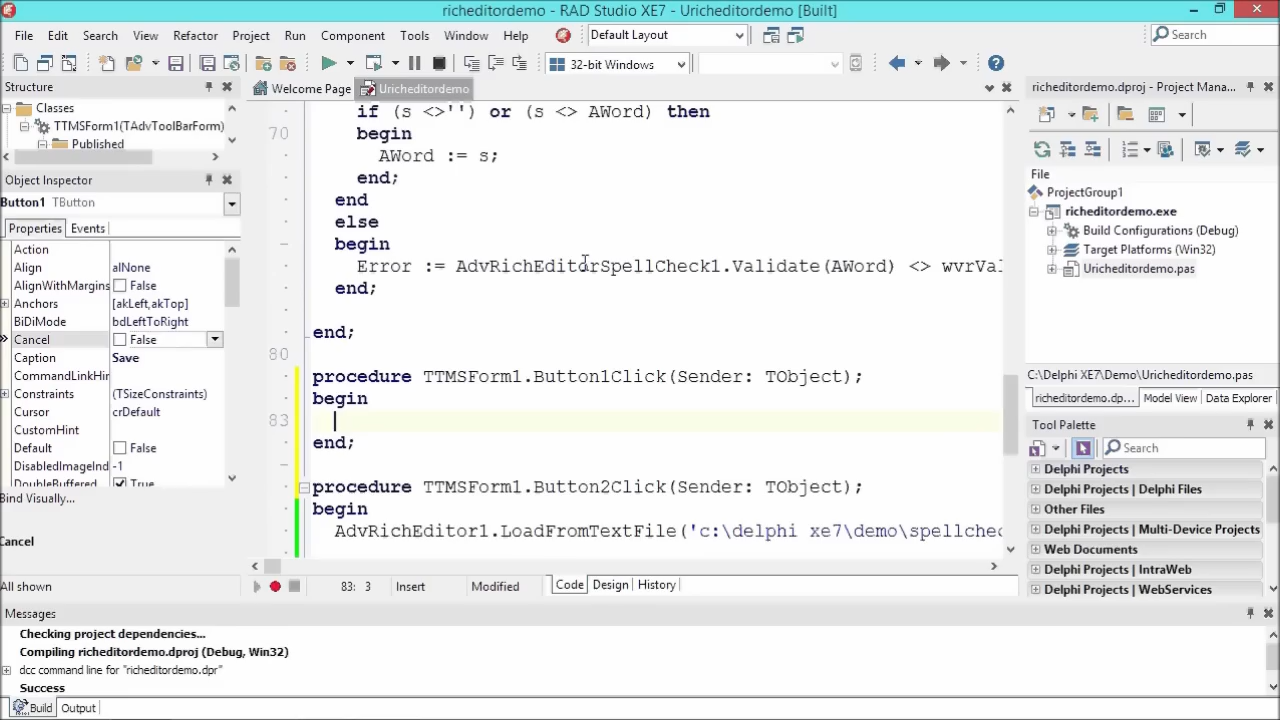 richeditordemo - RAD Studio XE7 - Uricheditordemo [Built]
File Edit Search View Refactor Project Run Component Tools Window Help Default Layout Search
32-bit Windows
Structure
Classes
TTMSForm1(TAdvToolBarForm)
Published
Object Inspector
Button1 TButton
Properties Events
Action
Align alNone
AlignWithMargins False
Anchors [akLeft,akTop]
BiDiMode bdLeftToRight
Cancel False
Caption Save
CommandLinkHin
Constraints (TSizeConstraints)
Cursor crDefault
CustomHint
Default False
DisabledImageInd -1
DoubleBuffered True
Bind Visually...
Cancel
All shown
Welcome Page Uricheditordemo
if (s <>'') or (s <> AWord) then
70 begin
AWord := s;
end;
end
else
begin
Error := AdvRichEditorSpellCheck1.Validate(AWord) <> wvrVal
end;
end;
80
procedure TTMSForm1.Button1Click(Sender: TObject);
begin
83
end;
procedure TTMSForm1.Button2Click(Sender: TObject);
begin
AdvRichEditor1.LoadFromTextFile('c:\delphi xe7\demo\spellchec
83: 3 Insert Modified Code Design History
richeditordemo.dproj - Project Mana...
File
ProjectGroup1
richeditordemo.exe
Build Configurations (Debug)
Target Platforms (Win32)
Uricheditordemo.pas
C:\Delphi XE7\Demo\Uricheditordemo.pas
richeditordemo.dp... Model View Data Explorer
Tool Palette
Search
Delphi Projects
Delphi Projects | Delphi Files
Other Files
Delphi Projects | Multi-Device Projects
Web Documents
Delphi Projects | IntraWeb
Delphi Projects | WebServices
Messages
Checking project dependencies...
Compiling richeditordemo.dproj (Debug, Win32)
dcc command line for "richeditordemo.dpr"
Success
Build Output